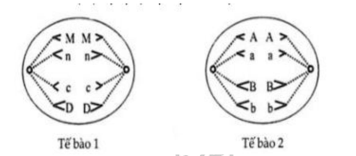 M M A A
n n a a
c c B B
D D b b
Tế bào 1 Tế bào 2